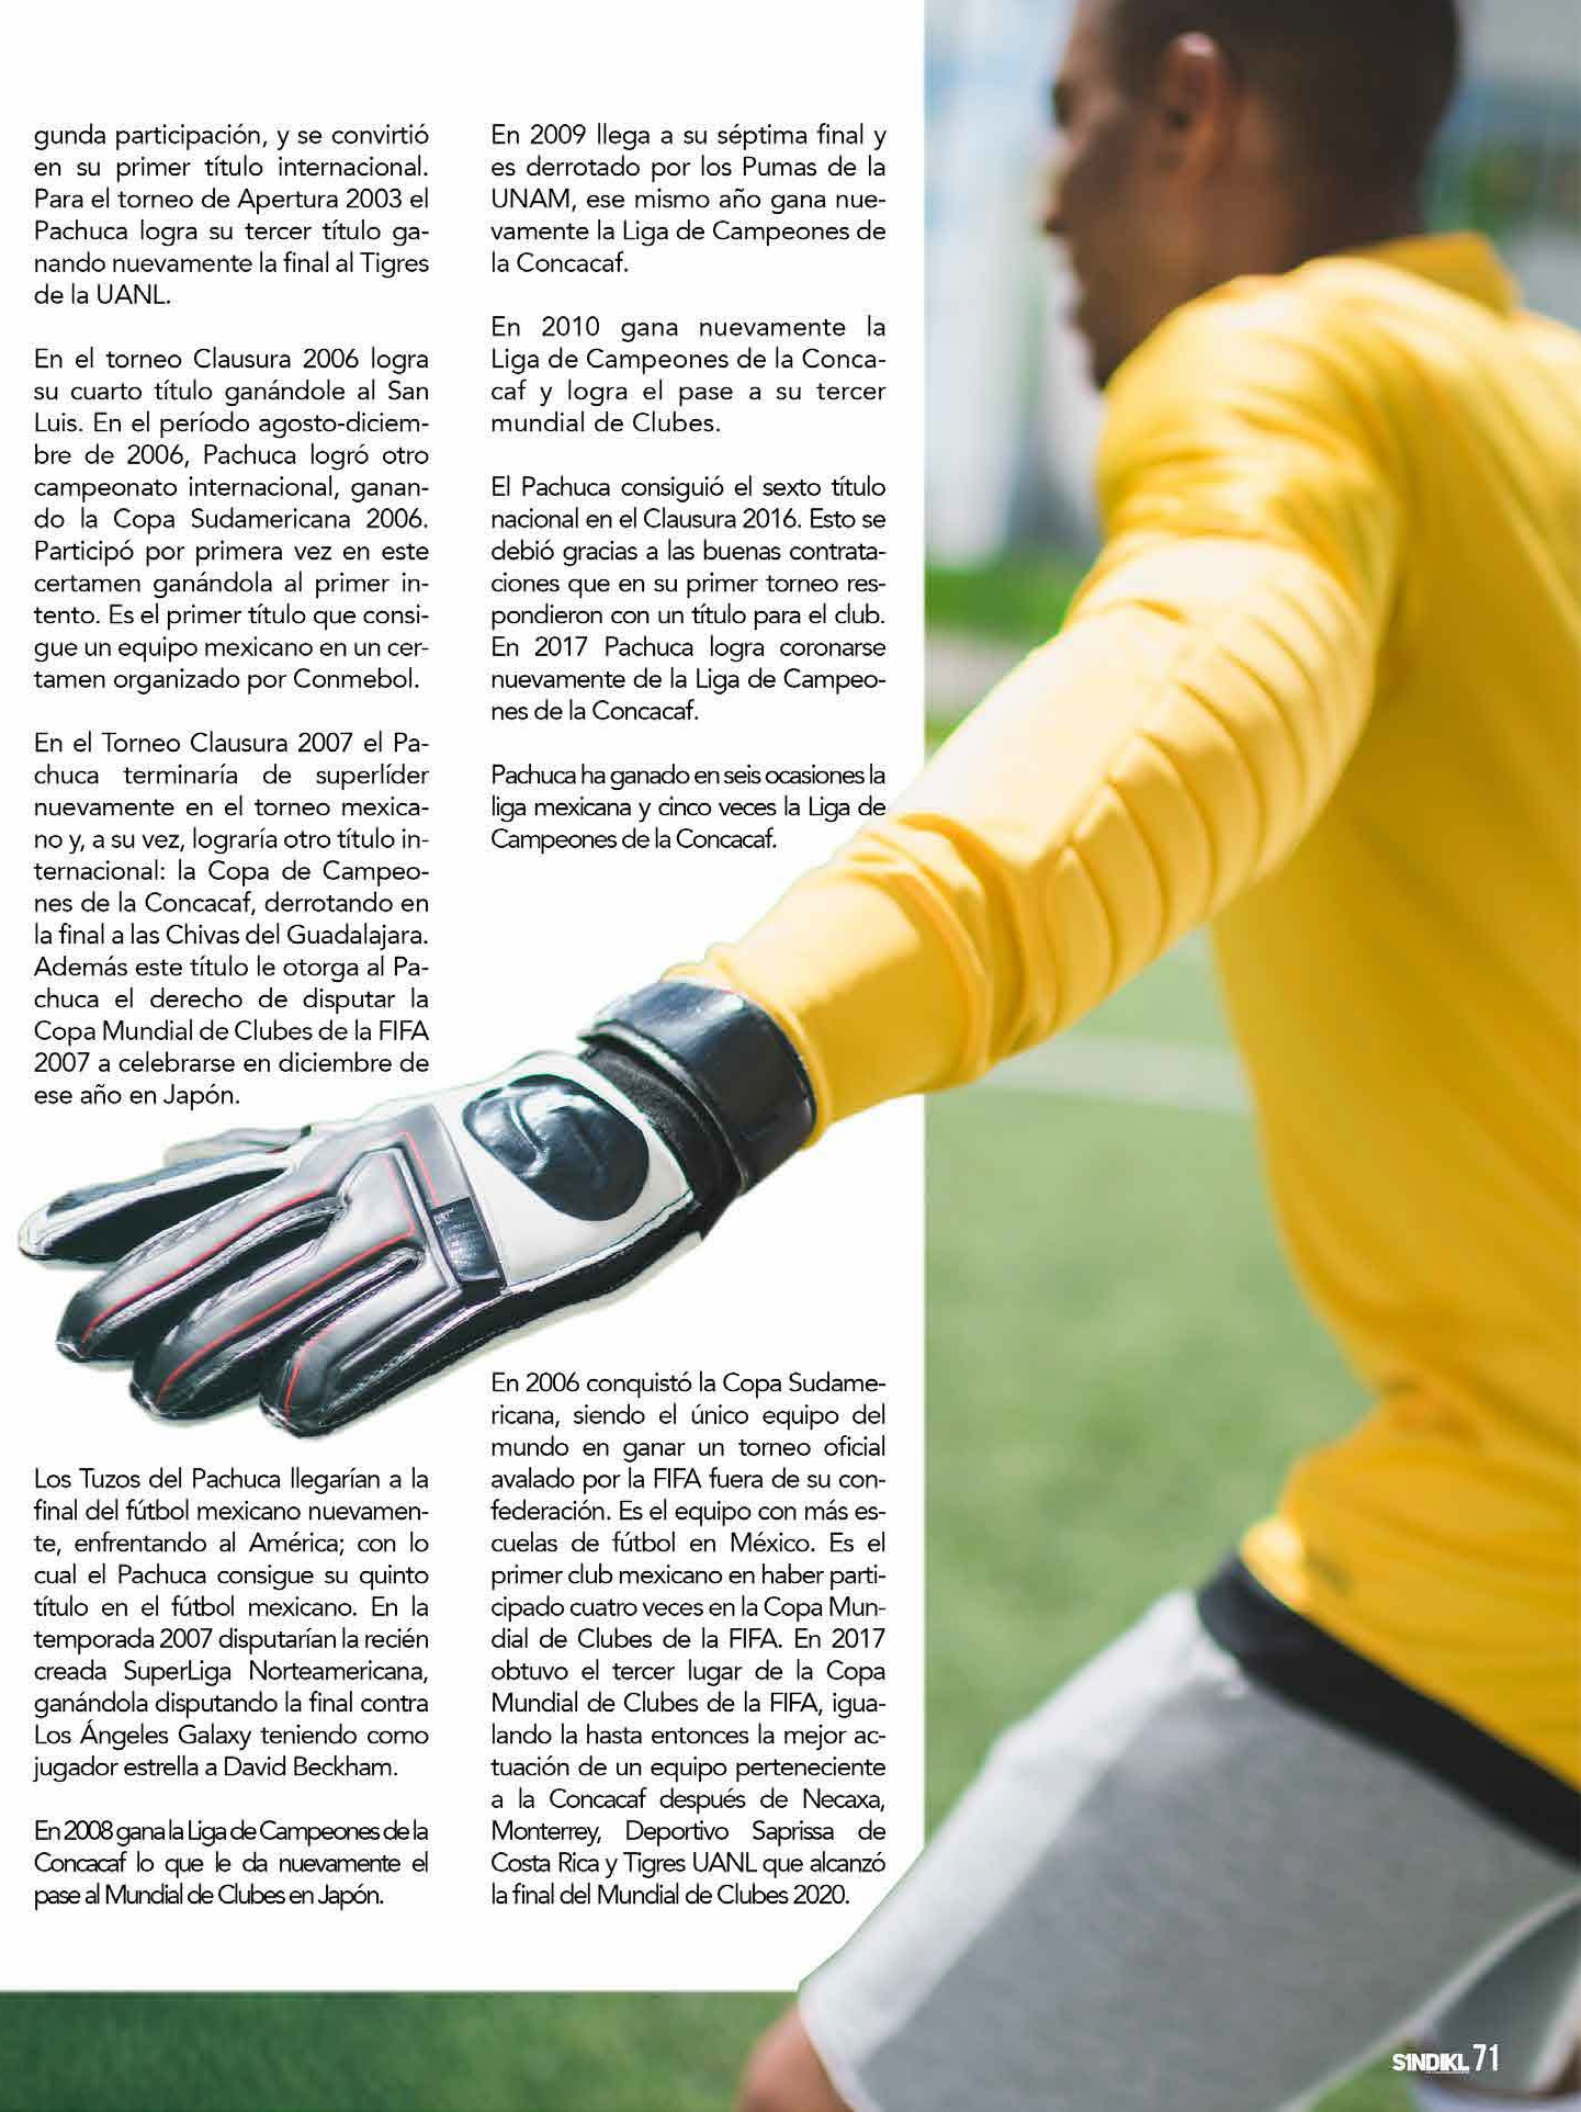 gunda participación, y se convirtió
en su primer título internacional.
Para el torneo de Apertura 2003 el
Pachuca logra su tercer título ga-
nando nuevamente la final al Tigres
de la UANL.
En el torneo Clausura 2006 logra
su cuarto título ganándole al San
Luis. En el período agosto-diciem-
bre de 2006, Pachuca logró otro
campeonato internacional, ganan-
do la Copa Sudamericana 2006.
Participó por primera vez en este
certamen ganándola al primer in-
tento. Es el primer título que consi-
gue un equipo mexicano en un cer-
tamen organizado por Conmebol.
En el Torneo Clausura 2007 el Pa-
chuca terminaría de superlíder
nuevamente en el torneo mexica-
no y, a su vez, lograría otro título in-
ternacional: la Copa de Campeo-
nes de la Concacaf, derrotando en
la final a las Chivas del Guadalajara.
Además este título le otorga al Pa-
chuca el derecho de disputar la
Copa Mundial de Clubes de la FIFA
2007 a celebrarse en diciembre de
ese año en Japón.
Los Tuzos del Pachuca llegarían a la
final del fútbol mexicano nuevamen-
te, enfrentando al América; con lo
cual el Pachuca consigue su quinto
título en el fútbol mexicano. En la
temporada 2007 disputarían la recién
creada SuperLiga Norteamericana,
ganándola disputando la final contra
Los Ángeles Galaxy teniendo como
jugador estrella a David Beckham.
En 2008 gana la Liga de Campeones de la
Concacaf lo que le da nuevamente el
pase al Mundial de Clubes en Japón.
En 2009 llega a su séptima final y
es derrotado por los Pumas de la
UNAM, ese mismo año gana nue-
vamente la Liga de Campeones de
la Concacaf.
En 2010 gana nuevamente la
Liga de Campeones de la Conca-
caf y logra el pase a su tercer
mundial de Clubes.
El Pachuca consiguió el sexto título
nacional en el Clausura 2016. Esto se
debió gracias a las buenas contrata-
ciones que en su primer torneo res-
pondieron con un título para el club.
En 2017 Pachuca logra coronarse
nuevamente de la Liga de Campeo-
nes de la Concacaf.
Pachuca ha ganado en seis ocasiones la
liga mexicana y cinco veces la Liga de
Campeones de la Concacaf.
En 2006 conquistó la Copa Sudame-
ricana, siendo el único equipo del
mundo en ganar un torneo oficial
avalado por la FIFA fuera de su con-
federación. Es el equipo con más es-
cuelas de fútbol en México. Es el
primer club mexicano en haber parti-
cipado cuatro veces en la Copa Mun-
dial de Clubes de la FIFA. En 2017
obtuvo el tercer lugar de la Copa
Mundial de Clubes de la FIFA, igua-
lando la hasta entonces la mejor ac-
tuación de un equipo perteneciente
a la Concacaf después de Necaxa,
Monterrey, Deportivo Saprissa de
Costa Rica y Tigres UANL que alcanzó
la final del Mundial de Clubes 2020.
S1NDIKL 71